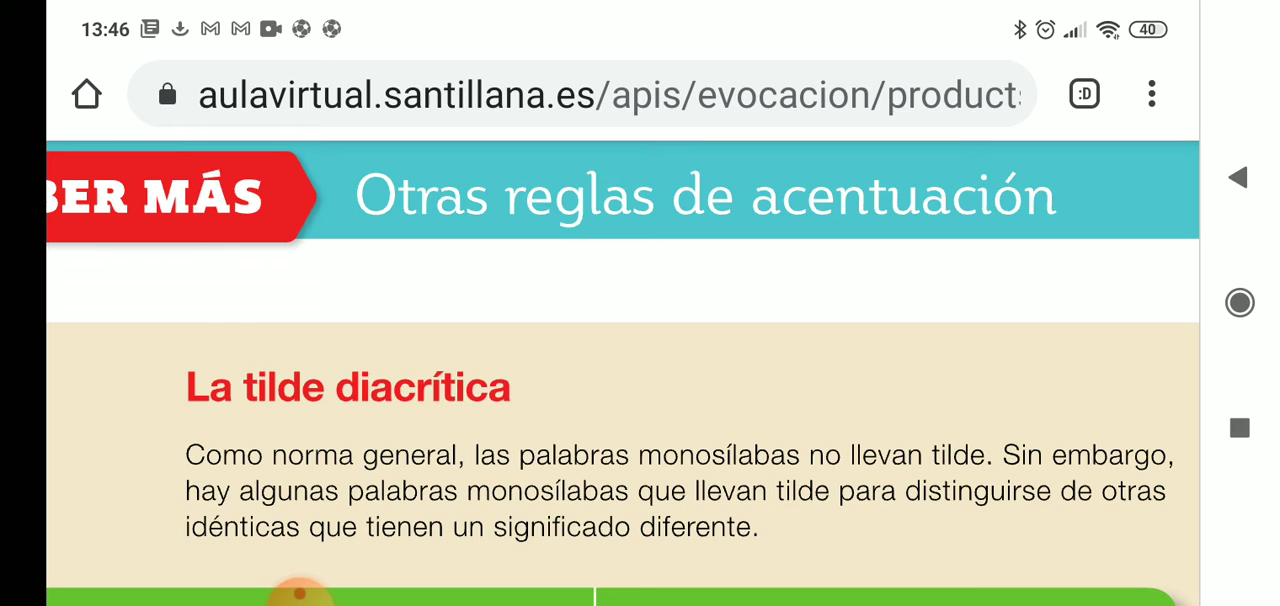 13:46
40
aulavirtual.santillana.es/apis/evocacion/product
:D
BER MÁS
Otras reglas de acentuación
La tilde diacrítica
Como norma general, las palabras monosílabas no llevan tilde. Sin embargo,
hay algunas palabras monosílabas que llevan tilde para distinguirse de otras
idénticas que tienen un significado diferente.